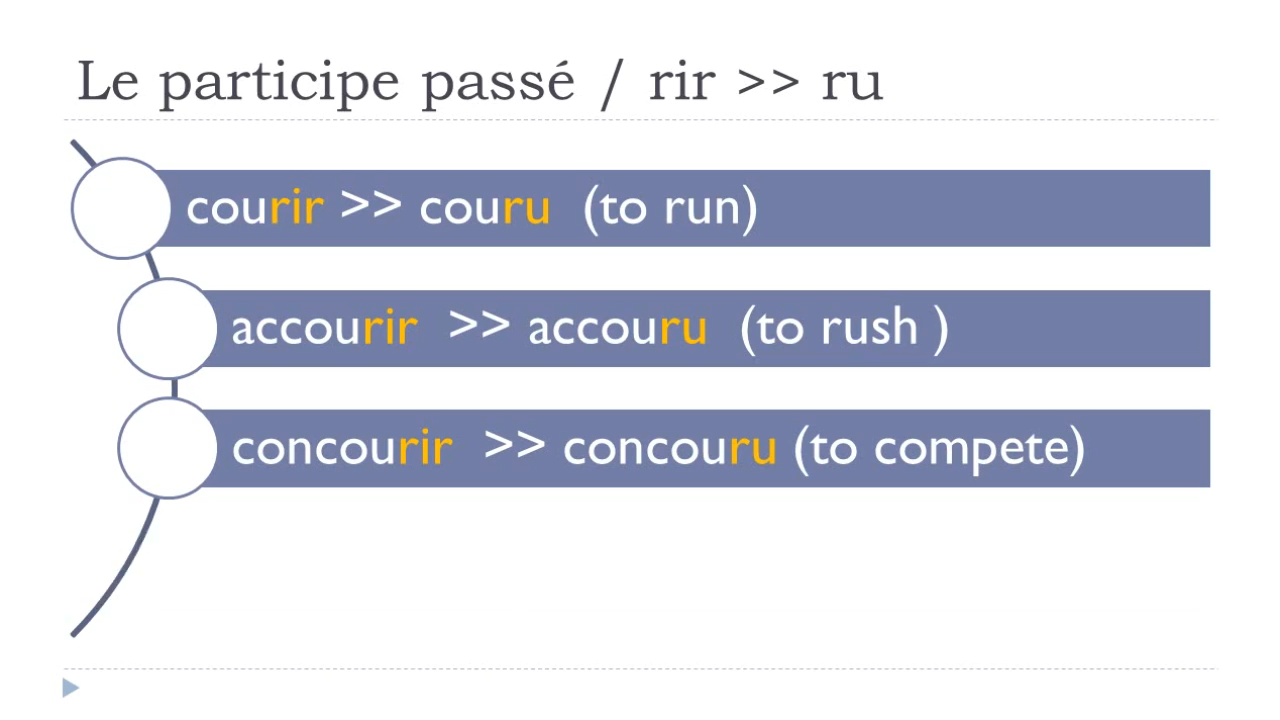 Le participe passé / rir >> ru
courir >> couru (to run)
accourir >> accouru (to rush )
concourir >> concouru (to compete)